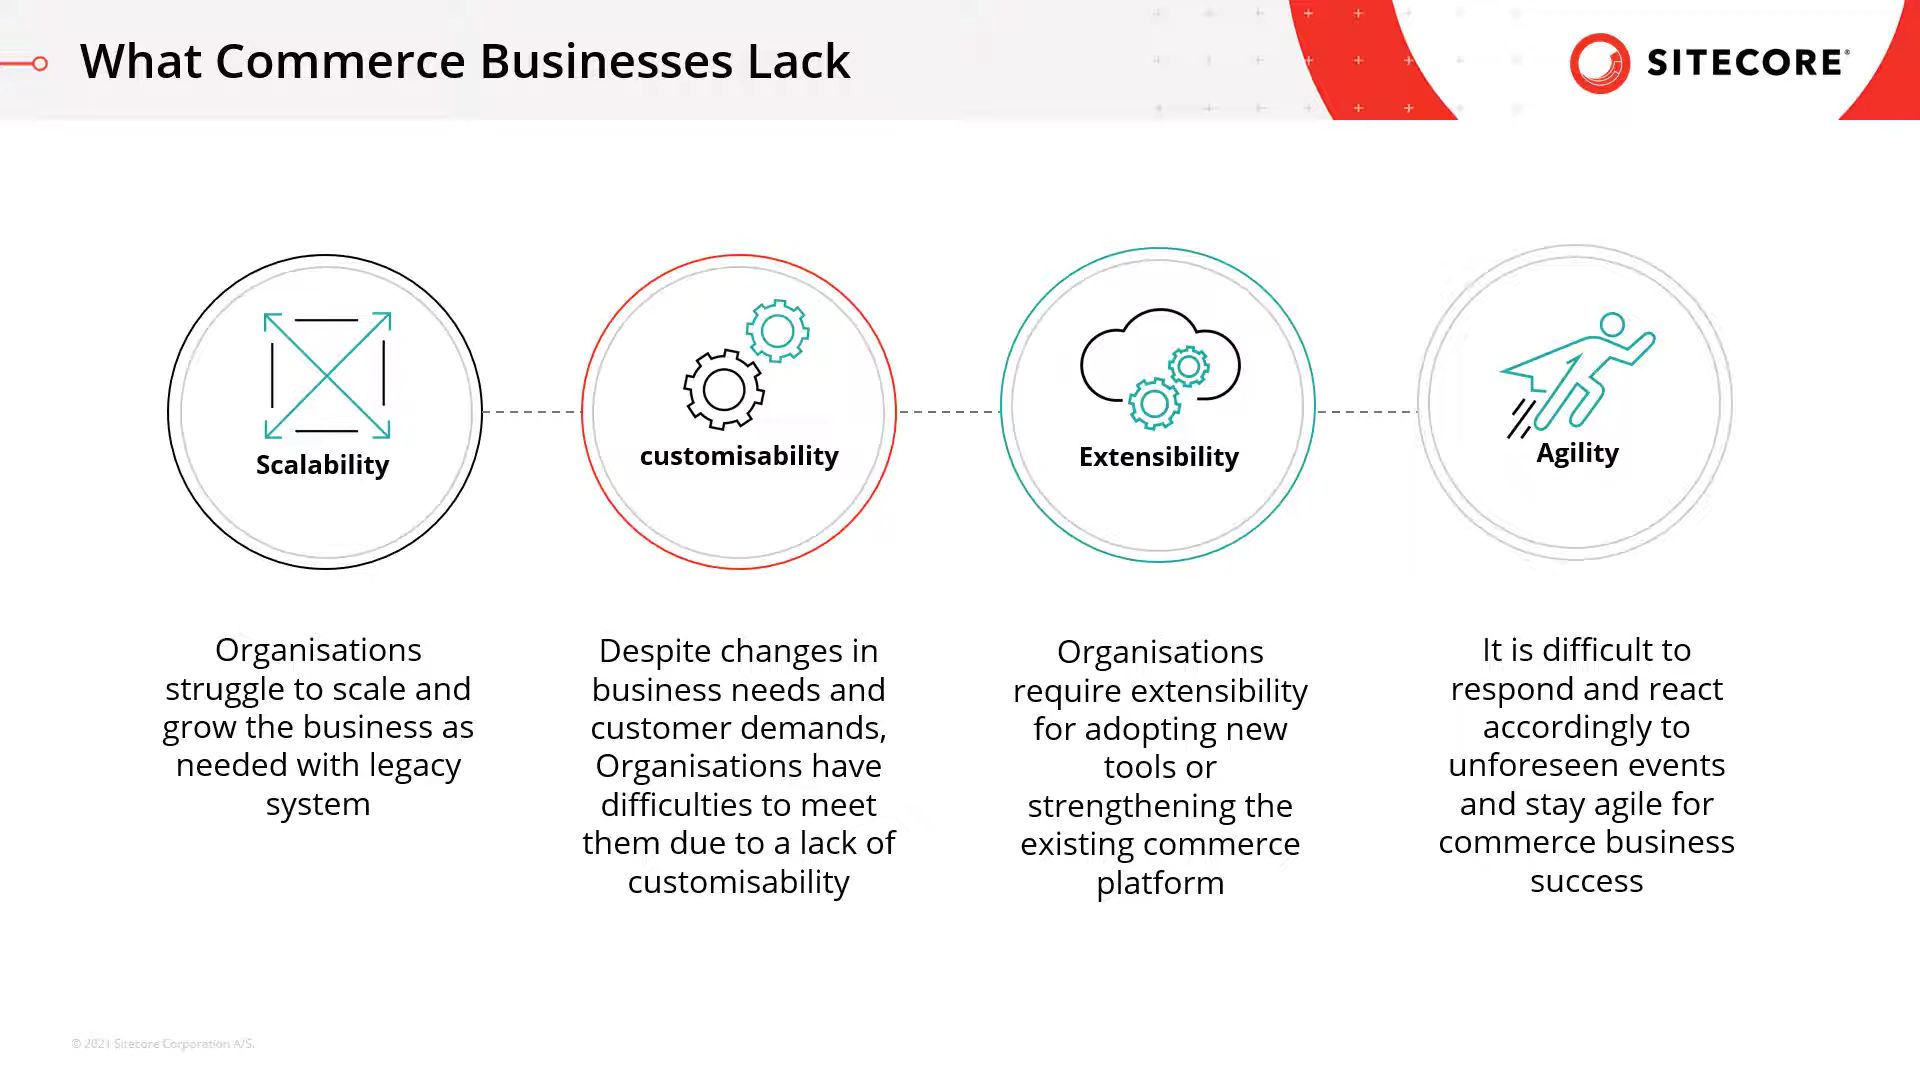 What Commerce Businesses Lack
SITECORE®
Scalability
customisability
Extensibility
Agility
Organisations
struggle to scale and
grow the business as
needed with legacy
system
Despite changes in
business needs and
customer demands,
Organisations have
difficulties to meet
them due to a lack of
customisability
Organisations
require extensibility
for adopting new
tools or
strengthening the
existing commerce
platform
It is difficult to
respond and react
accordingly to
unforeseen events
and stay agile for
commerce business
success
© 2021 Sitecore Corporation A/S.